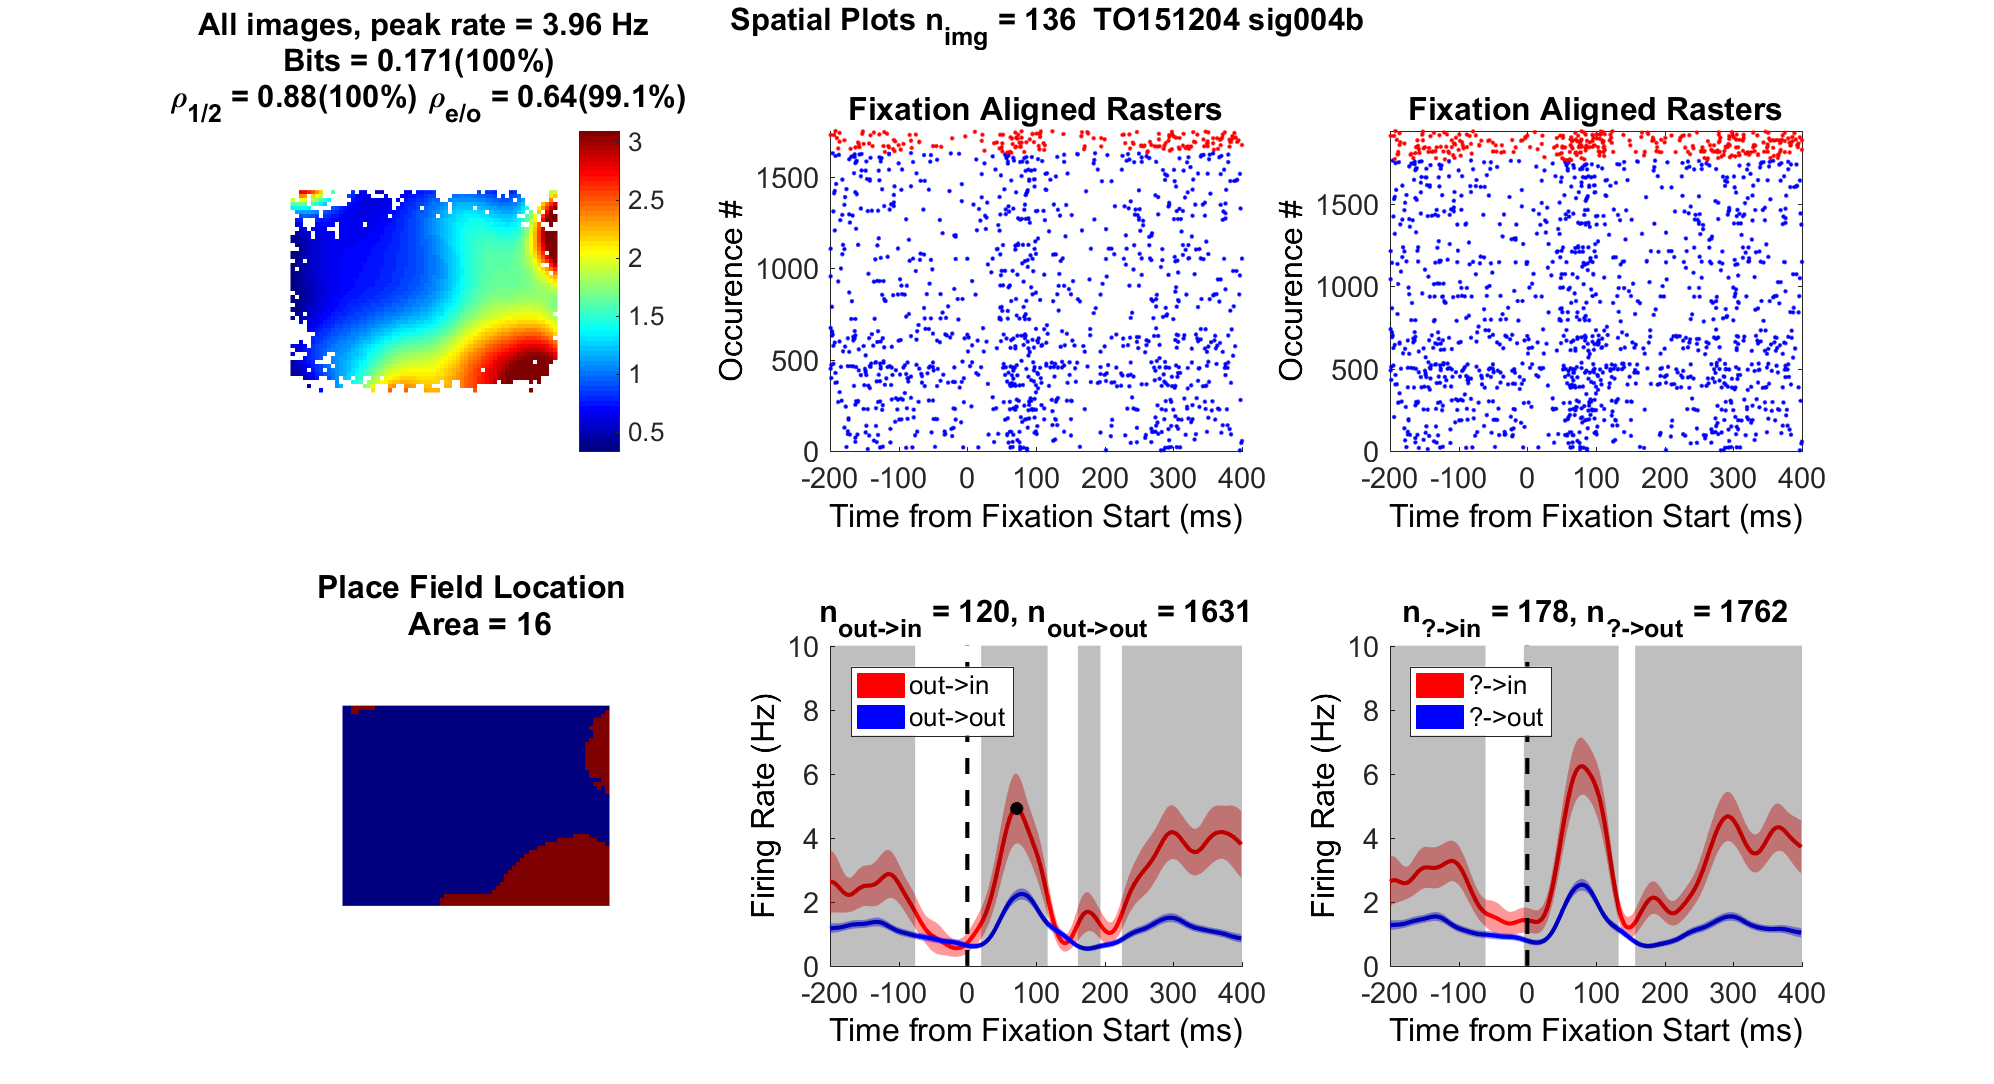 All images, peak rate = 3.96 Hz
Bits = 0.171(100%)
ρ1/2 = 0.88(100%) ρe/o = 0.64(99.1%)
3
2.5
2
1.5
1
0.5
Spatial Plots nimg = 136 TO151204 sig004b
Fixation Aligned Rasters
Occurence #
1500
1000
500
0
-200 -100 0 100 200 300 400
Time from Fixation Start (ms)
Fixation Aligned Rasters
Occurence #
1500
1000
500
0
-200 -100 0 100 200 300 400
Time from Fixation Start (ms)
Place Field Location
Area = 16
nout->in = 120, nout->out = 1631
Firing Rate (Hz)
10
8
6
4
2
0
out->in
out->out
-200 -100 0 100 200 300 400
Time from Fixation Start (ms)
n?->in = 178, n?->out = 1762
Firing Rate (Hz)
10
8
6
4
2
0
?->in
?->out
-200 -100 0 100 200 300 400
Time from Fixation Start (ms)